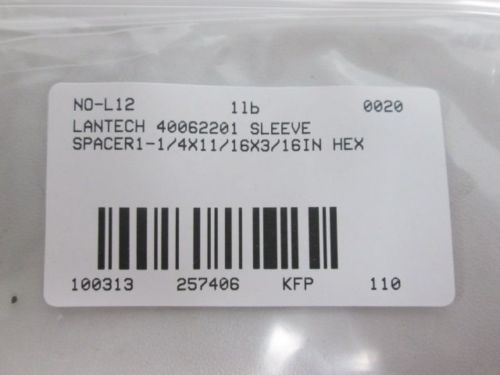 NO-L12 1lb 0020
LANTECH 40062201 SLEEVE
SPACER1-1/4X11/16X3/16IN HEX
100313 257406 KFP 110